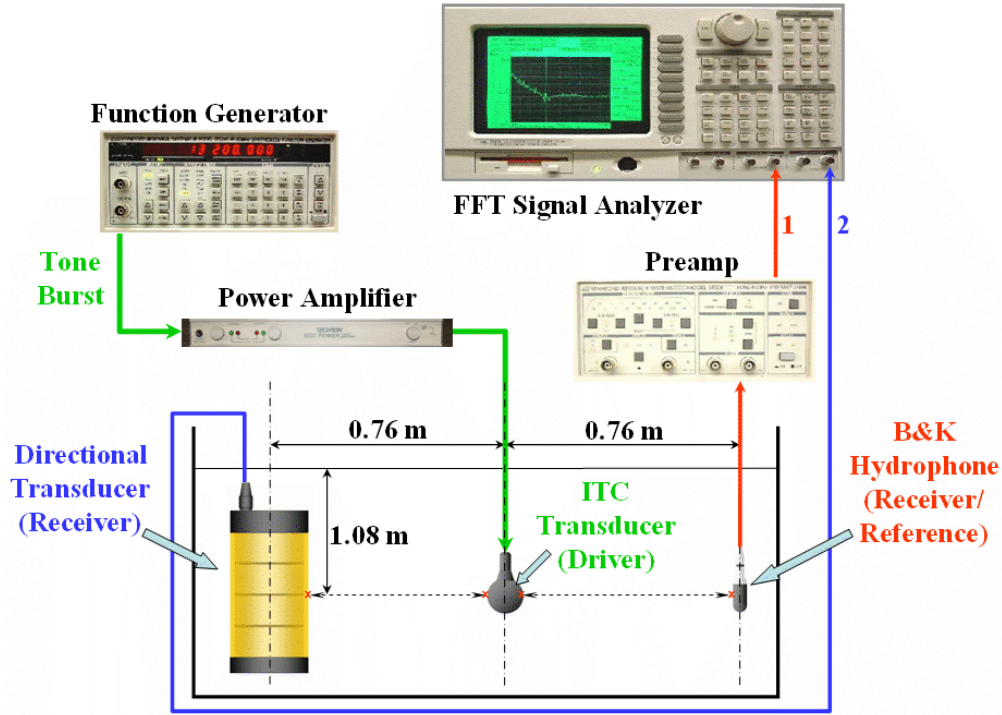 Function Generator
13 200.000
FFT Signal Analyzer
1
2
Tone
Burst
Power Amplifier
Preamp
0.76 m
0.76 m
B&K
Hydrophone
(Receiver/
Reference)
Directional
Transducer
(Receiver)
ITC
Transducer
(Driver)
1.08 m